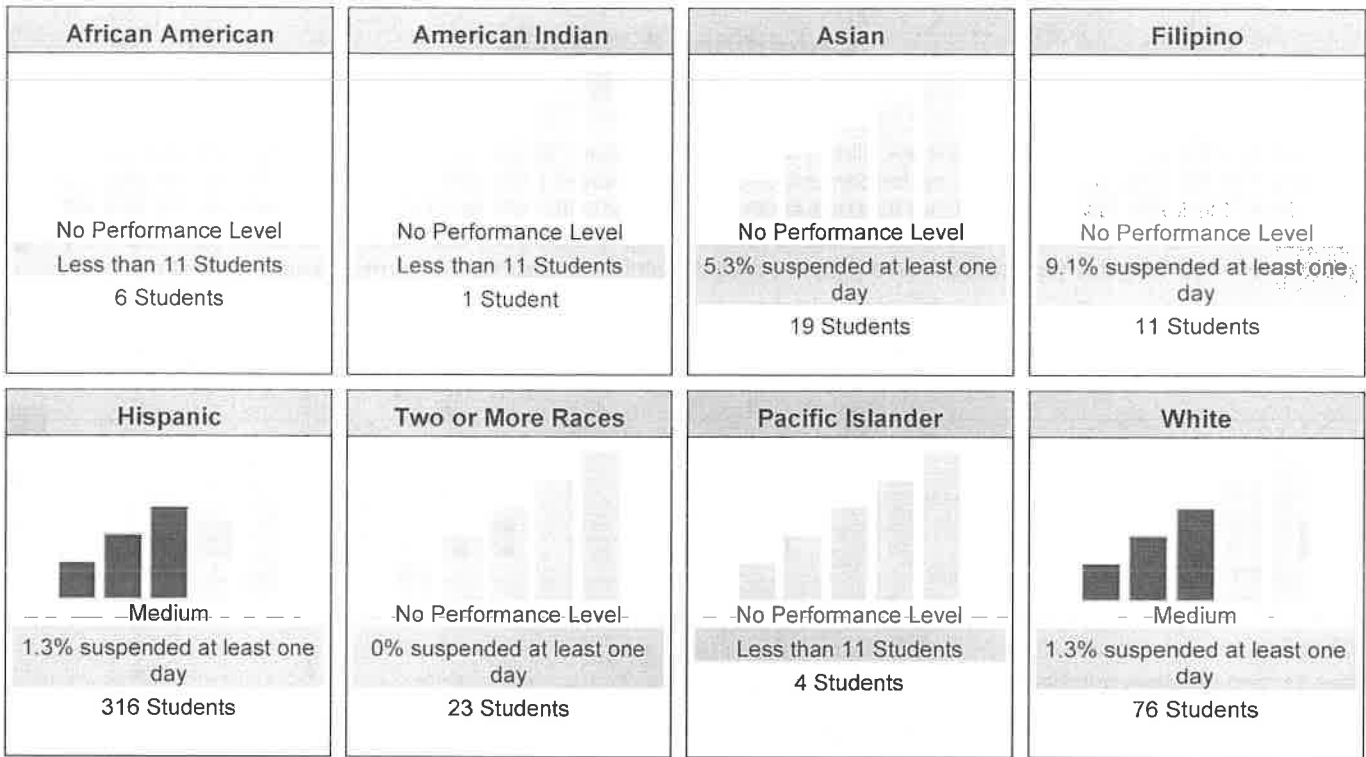 African American
No Performance Level
Less than 11 Students
6 Students
American Indian
No Performance Level
Less than 11 Students
1 Student
Asian
No Performance Level
5.3% suspended at least one
day
19 Students
Filipino
No Performance Level
9.1% suspended at least one
day
11 Students
Hispanic
Medium
1.3% suspended at least one
day
316 Students
Two or More Races
No Performance Level
0% suspended at least one
day
23 Students
Pacific Islander
No Performance Level
Less than 11 Students
4 Students
White
Medium
1.3% suspended at least one
day
76 Students